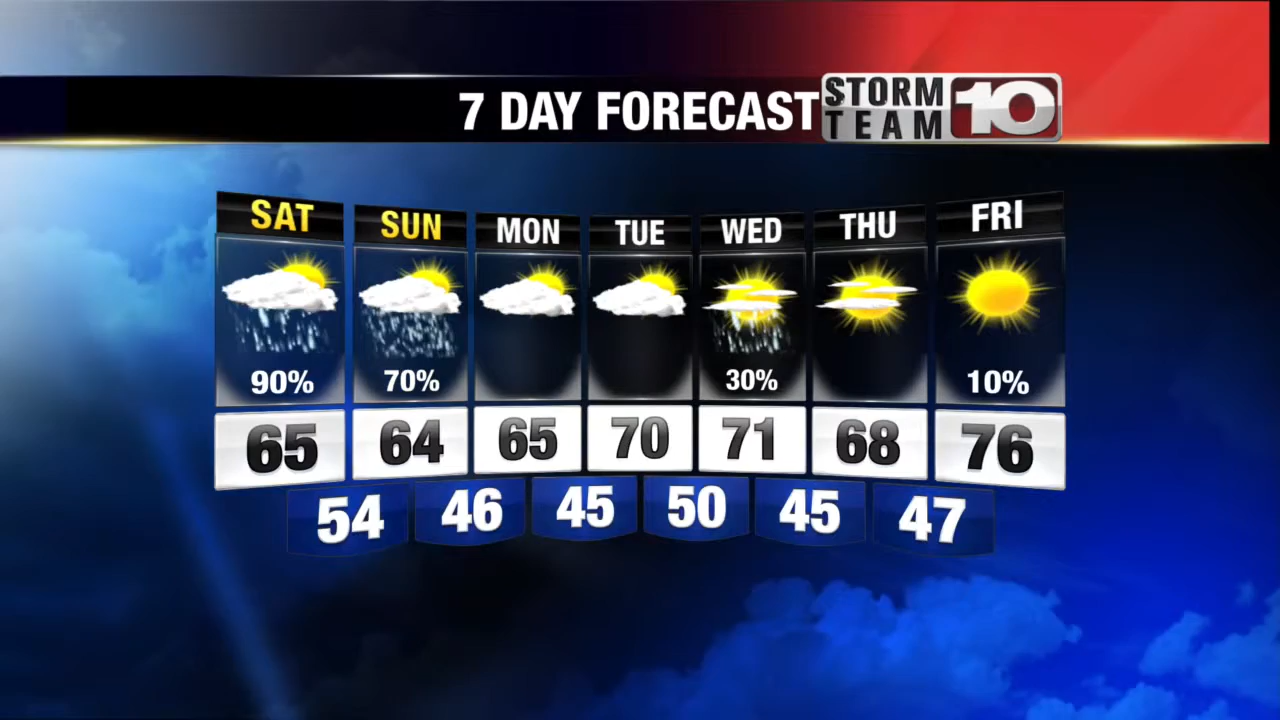 7 DAY FORECAST
STORM TEAM 10
SAT SUN MON TUE WED THU FRI
90% 70% 30% 10%
65 64 65 70 71 68 76
54 46 45 50 45 47